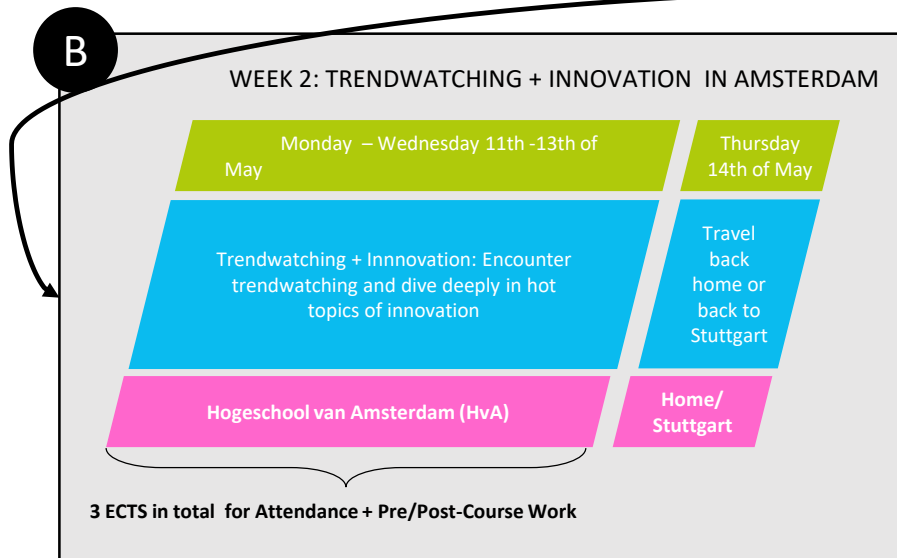 B
WEEK 2: TRENDWATCHING + INNOVATION IN AMSTERDAM
Monday – Wednesday 11th -13th of
May
Thursday
14th of May
Trendwatching + Innnovation: Encounter
trendwatching and dive deeply in hot
topics of innovation
Travel
back
home or
back to
Stuttgart
Hogeschool van Amsterdam (HvA)
Home/
Stuttgart
3 ECTS in total for Attendance + Pre/Post-Course Work